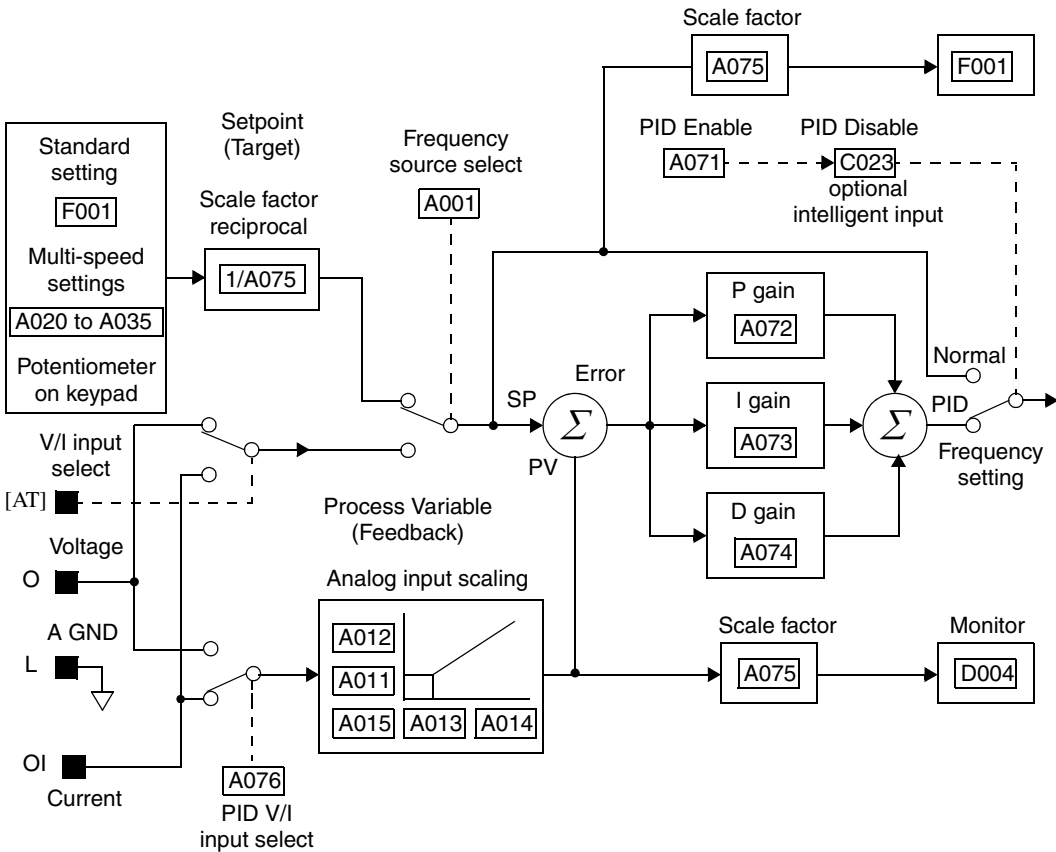 Scale factor
A075
F001
PID Enable
PID Disable
A071
C023
optional
intelligent input
Setpoint
(Target)
Frequency
source select
A001
Standard
setting
F001
Multi-speed
settings
A020 to A035
Potentiometer
on keypad
Scale factor
reciprocal
1/A075
P gain
A072
Normal
Error
SP
Σ
PV
I gain
A073
Σ
PID
Frequency
setting
V/I input
select
[AT]
D gain
A074
Process Variable
(Feedback)
Voltage
O
Analog input scaling
A012
A011
A015
A013
A014
A GND
L
Scale factor
A075
Monitor
D004
OI
Current
A076
PID V/I
input select